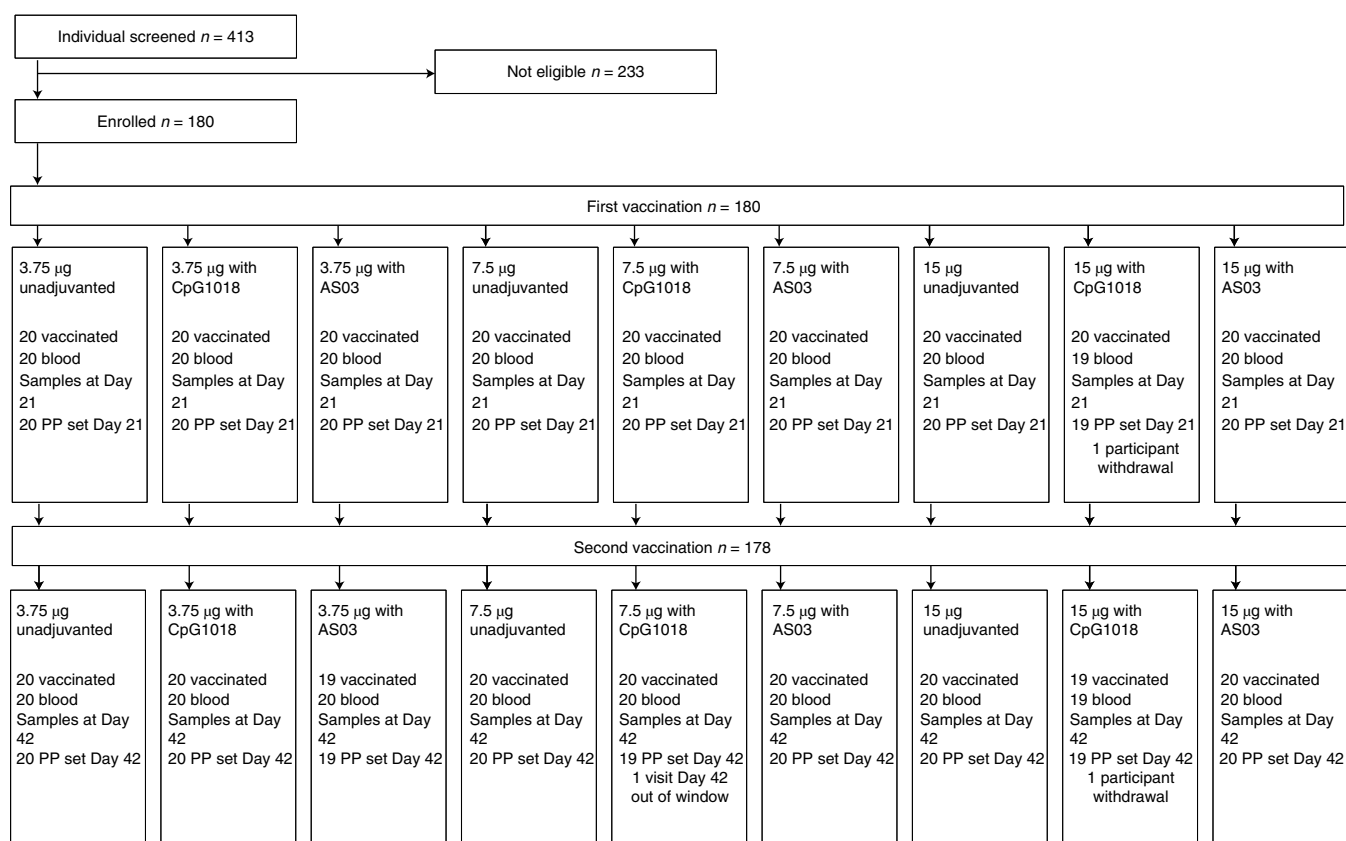 Individual screened n = 413
Not eligible n = 233
Enrolled n = 180
First vaccination n = 180
3.75 μg
unadjuvanted
20 vaccinated
20 blood
Samples at Day
21
20 PP set Day 21
3.75 μg with
CpG1018
20 vaccinated
20 blood
Samples at Day
21
20 PP set Day 21
3.75 μg with
AS03
20 vaccinated
20 blood
Samples at Day
21
20 PP set Day 21
7.5 μg
unadjuvanted
20 vaccinated
20 blood
Samples at Day
21
20 PP set Day 21
7.5 μg with
CpG1018
20 vaccinated
20 blood
Samples at Day
21
20 PP set Day 21
7.5 μg with
AS03
20 vaccinated
20 blood
Samples at Day
21
20 PP set Day 21
15 μg
unadjuvanted
20 vaccinated
20 blood
Samples at Day
21
20 PP set Day 21
15 μg with
CpG1018
20 vaccinated
19 blood
Samples at Day
21
19 PP set Day 21
1 participant
withdrawal
15 μg with
AS03
20 vaccinated
20 blood
Samples at Day
21
20 PP set Day 21
Second vaccination n = 178
3.75 μg
unadjuvanted
20 vaccinated
20 blood
Samples at Day
42
20 PP set Day 42
3.75 μg with
CpG1018
20 vaccinated
20 blood
Samples at Day
42
20 PP set Day 42
3.75 μg with
AS03
19 vaccinated
20 blood
Samples at Day
42
19 PP set Day 42
7.5 μg
unadjuvanted
20 vaccinated
20 blood
Samples at Day
42
20 PP set Day 42
7.5 μg with
CpG1018
20 vaccinated
20 blood
Samples at Day
42
19 PP set Day 42
1 visit Day 42
out of window
7.5 μg with
AS03
20 vaccinated
20 blood
Samples at Day
42
20 PP set Day 42
15 μg
unadjuvanted
20 vaccinated
20 blood
Samples at Day
42
20 PP set Day 42
15 μg with
CpG1018
19 vaccinated
19 blood
Samples at Day
42
19 PP set Day 42
1 participant
withdrawal
15 μg with
AS03
20 vaccinated
20 blood
Samples at Day
42
20 PP set Day 42